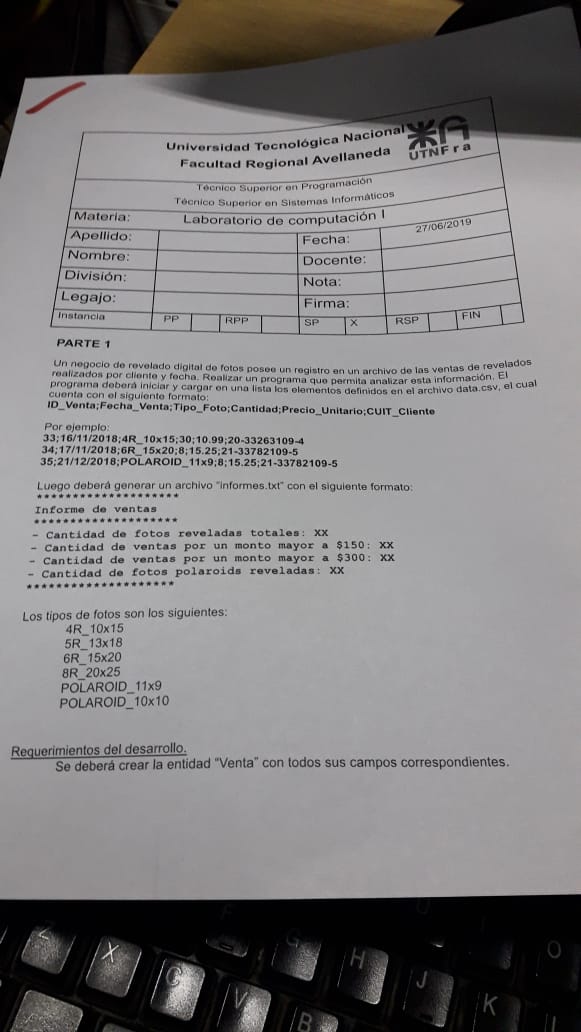 Universidad Tecnológica Nacional
Facultad Regional Avellaneda
UTNFra
Técnico Superior en Programación
Técnico Superior en Sistemas Informáticos
Materia: Laboratorio de computación I
Apellido: Fecha: 27/06/2019
Nombre: Docente:
División: Nota:
Legajo: Firma:
Instancia PP RPP SP X RSP FIN
PARTE 1
Un negocio de revelado digital de fotos posee un registro en un archivo de las ventas de revelados
realizados por cliente y fecha. Realizar un programa que permita analizar esta información. El
programa deberá iniciar y cargar en una lista los elementos definidos en el archivo data.csv, el cual
cuenta con el siguiente formato:
ID_Venta;Fecha_Venta;Tipo_Foto;Cantidad;Precio_Unitario;CUIT_Cliente
Por ejemplo:
33;16/11/2018;4R_10x15;30;10.99;20-33263109-4
34;17/11/2018;6R_15x20;8;15.25;21-33782109-5
35;21/12/2018;POLAROID_11x9;8;15.25;21-33782109-5
Luego deberá generar un archivo "informes.txt" con el siguiente formato:
********************
Informe de ventas
********************
- Cantidad de fotos reveladas totales: XX
- Cantidad de ventas por un monto mayor a $150: XX
- Cantidad de ventas por un monto mayor a $300: XX
- Cantidad de fotos polaroids reveladas: XX
********************
Los tipos de fotos son los siguientes:
4R_10x15
5R_13x18
6R_15x20
8R_20x25
POLAROID_11x9
POLAROID_10x10
Requerimientos del desarrollo.
Se deberá crear la entidad "Venta" con todos sus campos correspondientes.
Z X C V B G H J K O